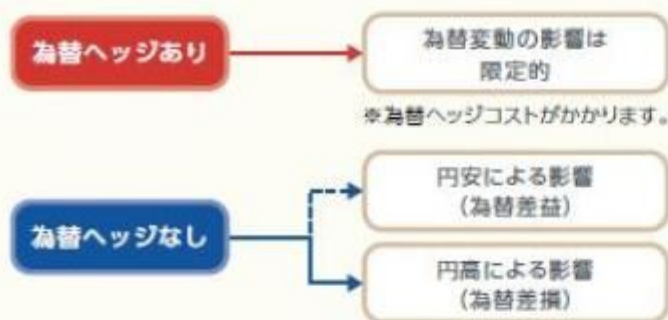 為替ヘッジあり
為替変動の影響は
限定的
※為替ヘッジコストがかかります。
為替ヘッジなし
円安による影響
(為替差益)
円高による影響
(為替差損)